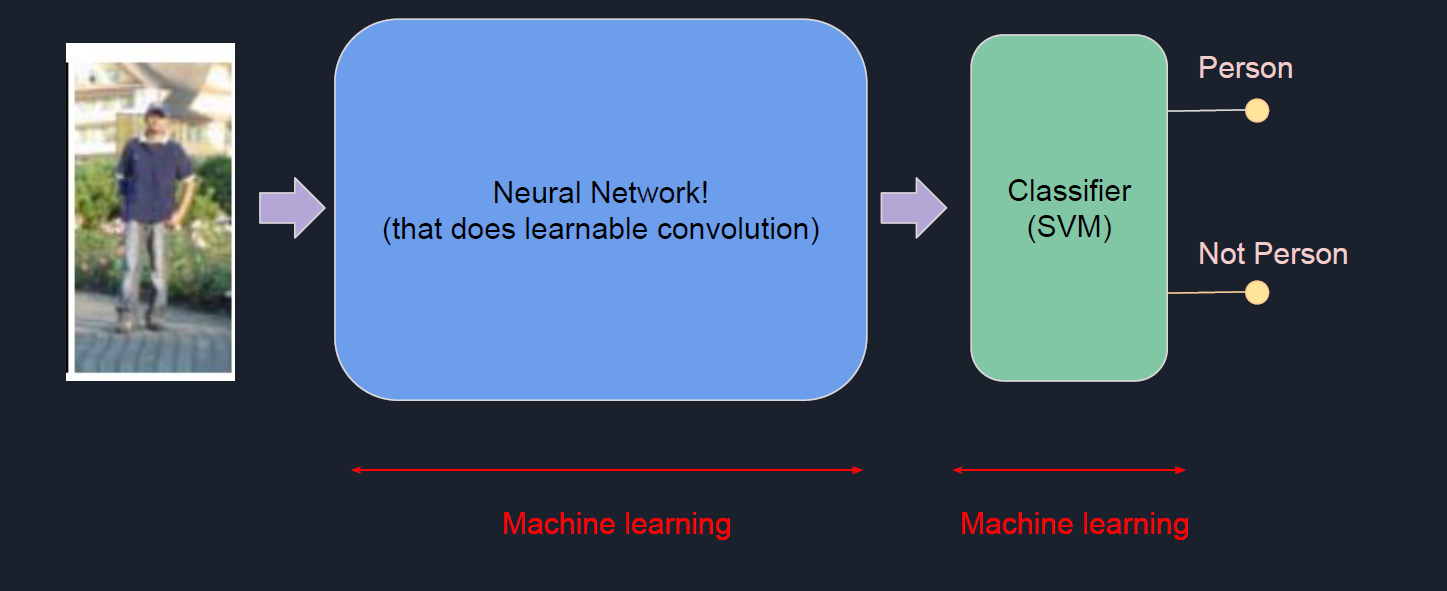 Neural Network!
(that does learnable convolution)
Classifier
(SVM)
Person
Not Person
Machine learning
Machine learning